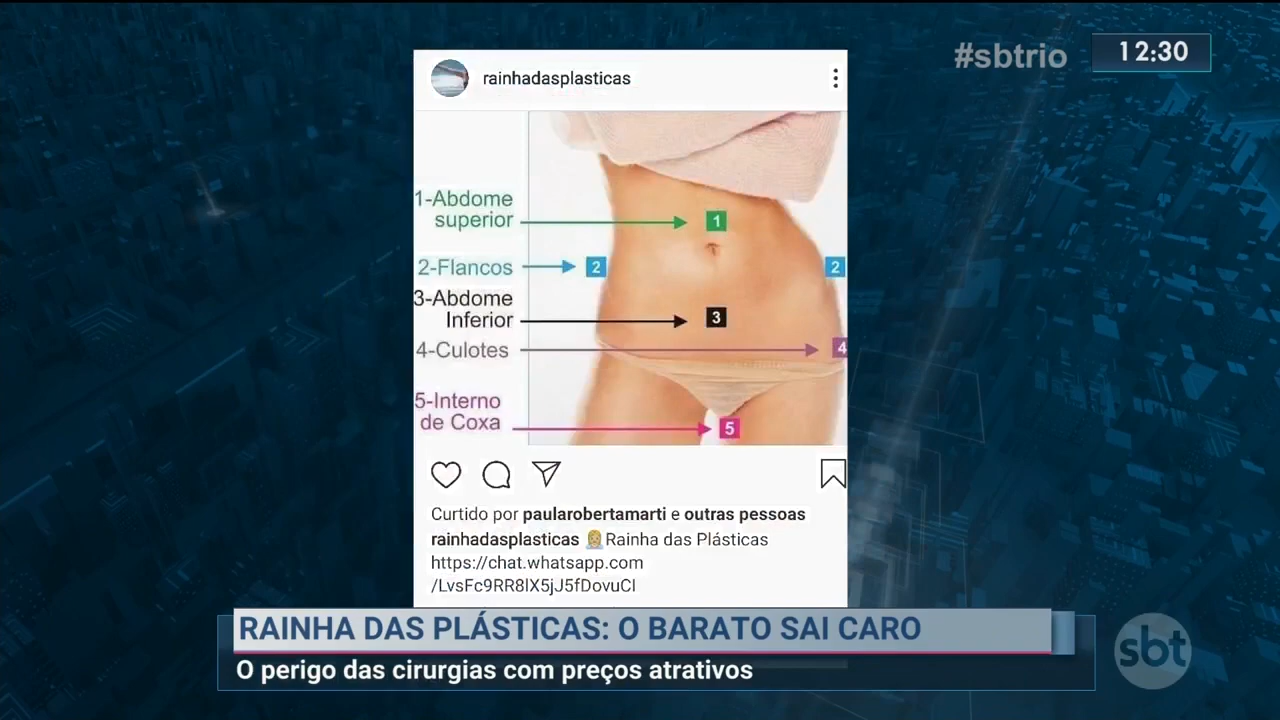 #sbtrio
12:30
rainhadasplasticas
1-Abdome
superior
1
2-Flancos
2
2
3-Abdome
Inferior
3
4-Culotes
4
5-Interno
de Coxa
5
Curtido por paularobertamarti e outras pessoas
rainhadasplasticas 👩🏼‍⚕️Rainha das Plásticas
https://chat.whatsapp.com
/LvsFc9RR8IX5jJ5fDovuCI
RAINHA DAS PLÁSTICAS: O BARATO SAI CARO
O perigo das cirurgias com preços atrativos
sbt